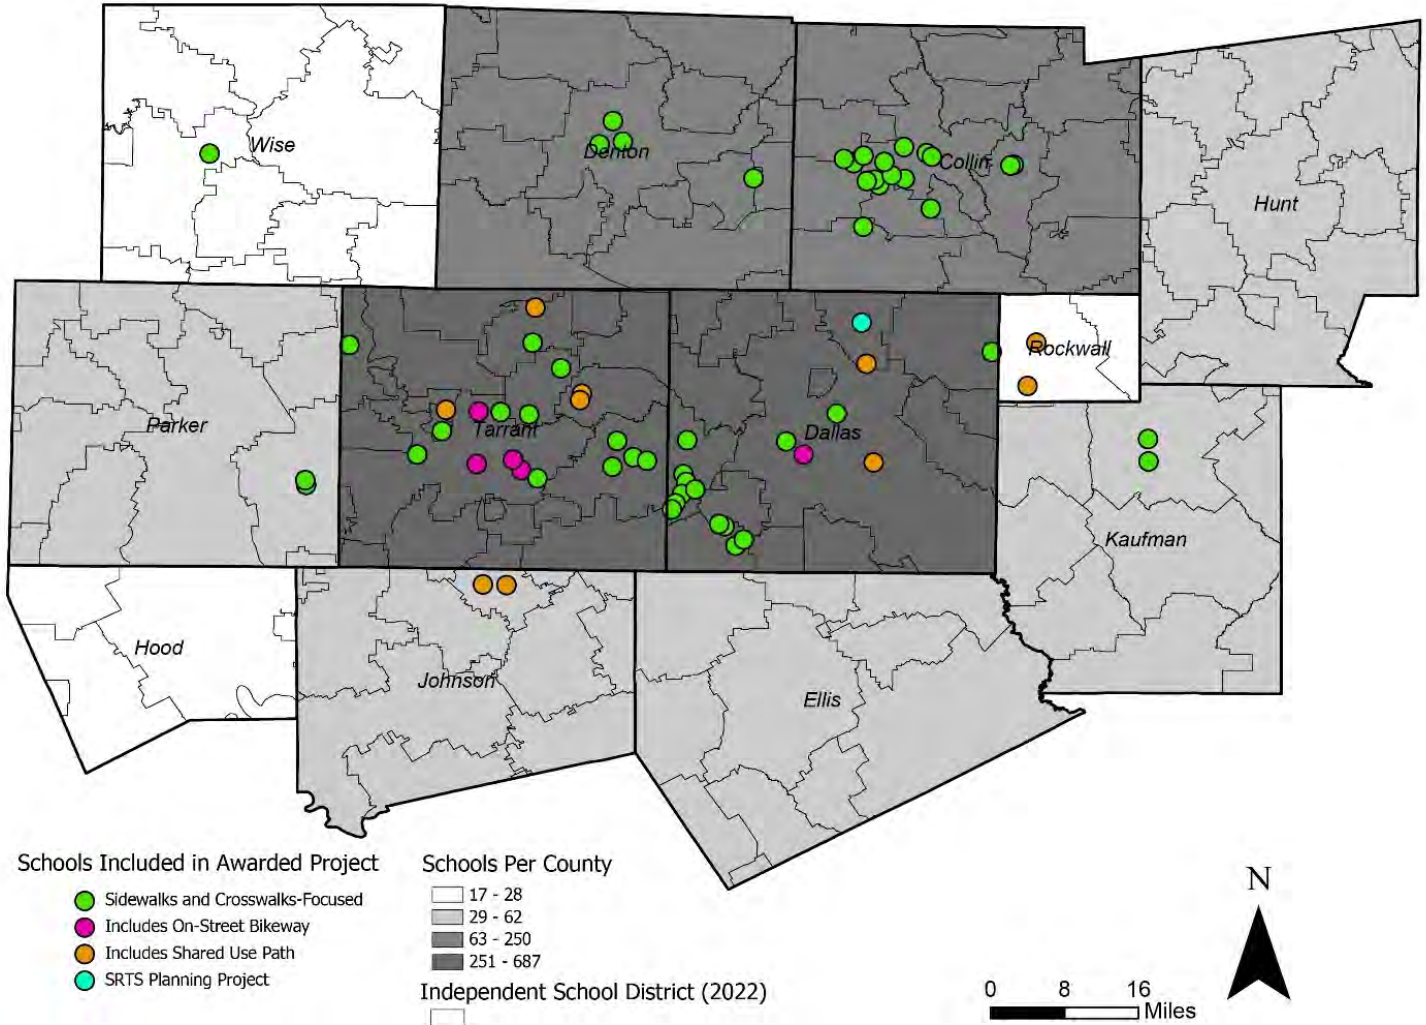 Wise
Denton
Collin
Hunt
Parker
Tarrant
Dallas
Rockwall
Kaufman
Hood
Johnson
Ellis
Schools Included in Awarded Project
Sidewalks and Crosswalks-Focused
Includes On-Street Bikeway
Includes Shared Use Path
SRTS Planning Project
Schools Per County
17 - 28
29 - 62
63 - 250
251 - 687
Independent School District (2022)
N
0 8 16
Miles